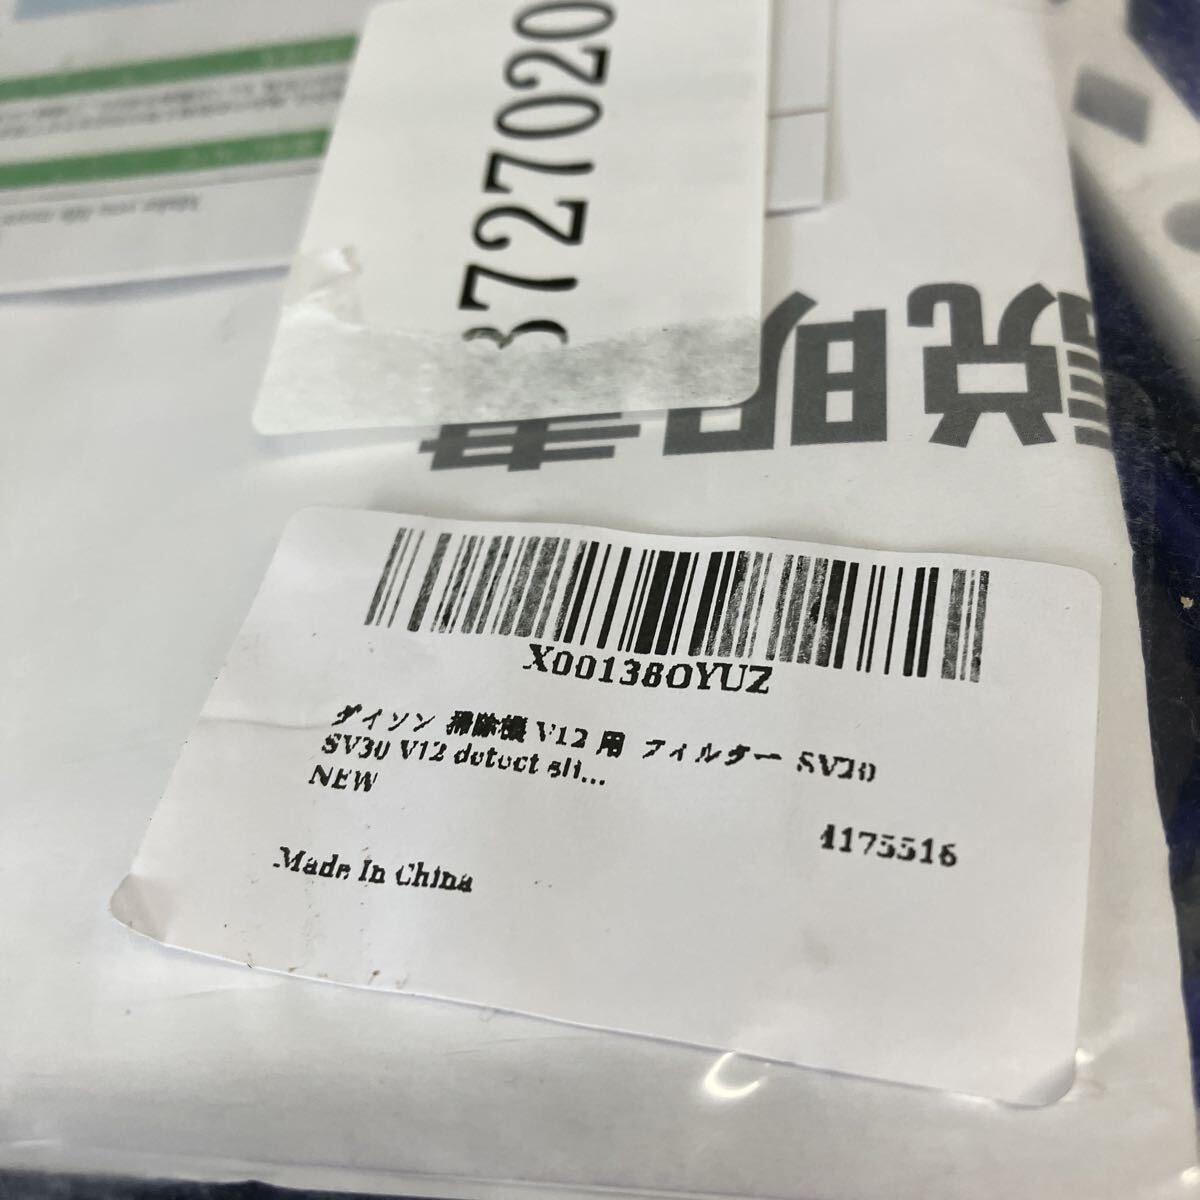 3727020
説明書
X00138OYUZ
ダイソン 掃除機 V12 用 フィルター SV20
SV30 V12 detect sli...
NEW
4175516
Made In China